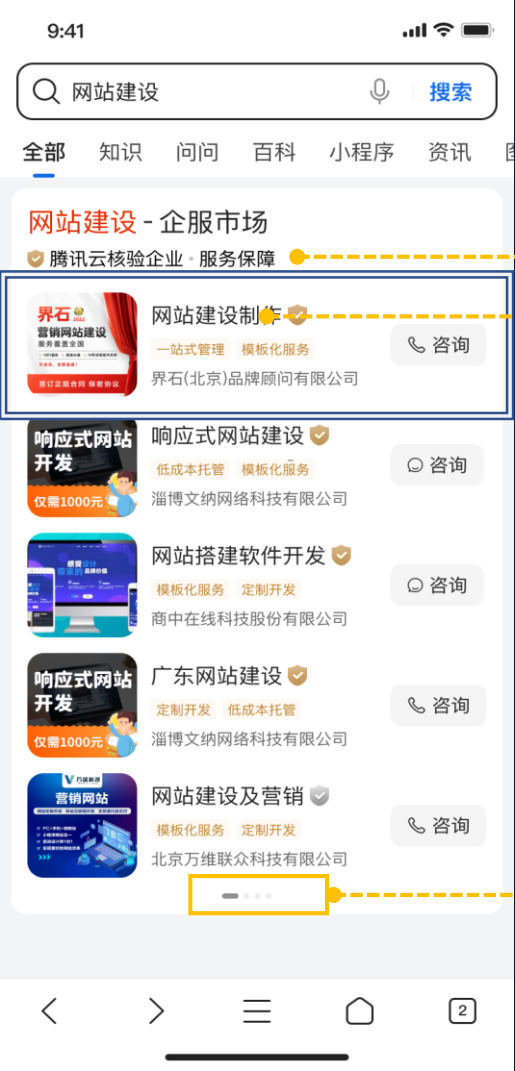 9:41
网站建设
搜索
全部 知识 问问 百科 小程序 资讯
网站建设 - 企服市场
腾讯云核验企业 · 服务保障
界石
2022
营销网站建设
服务覆盖全国
签订正规合同 保密协议
网站建设制作
一站式管理 模板化服务
界石(北京)品牌顾问有限公司
咨询
响应式网站
开发
仅需1000元
响应式网站建设
低成本托管 模板化服务
淄博文纳网络科技有限公司
咨询
感受设计
带来的品牌价值
网站搭建软件开发
模板化服务 定制开发
商中在线科技股份有限公司
咨询
响应式网站
开发
仅需1000元
广东网站建设
定制开发 低成本托管
淄博文纳网络科技有限公司
咨询
营销网站
网站建设及营销
模板化服务 定制开发
北京万维联众科技有限公司
咨询
2